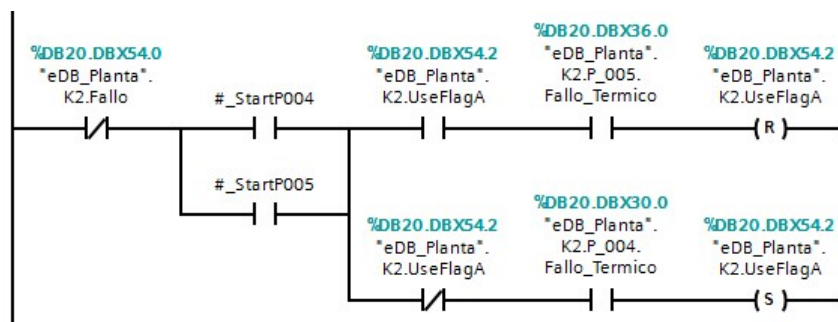 %DB20.DBX54.0
"eDB_Planta".
K2.Fallo
#_StartP004
%DB20.DBX54.2
"eDB_Planta".
K2.UseFlagA
%DB20.DBX36.0
"eDB_Planta".
K2.P_005.
Fallo_Termico
%DB20.DBX54.2
"eDB_Planta".
K2.UseFlagA
R
#_StartP005
%DB20.DBX54.2
"eDB_Planta".
K2.UseFlagA
%DB20.DBX30.0
"eDB_Planta".
K2.P_004.
Fallo_Termico
%DB20.DBX54.2
"eDB_Planta".
K2.UseFlagA
S